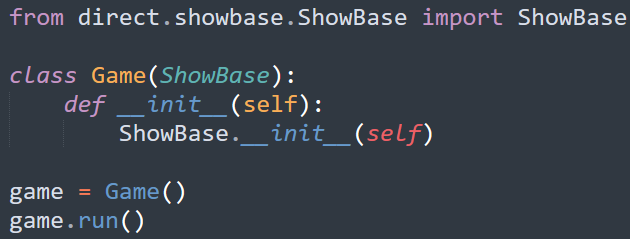 from direct.showbase.ShowBase import ShowBase
class Game(ShowBase):
    def __init__(self):
        ShowBase.__init__(self)
game = Game()
game.run()